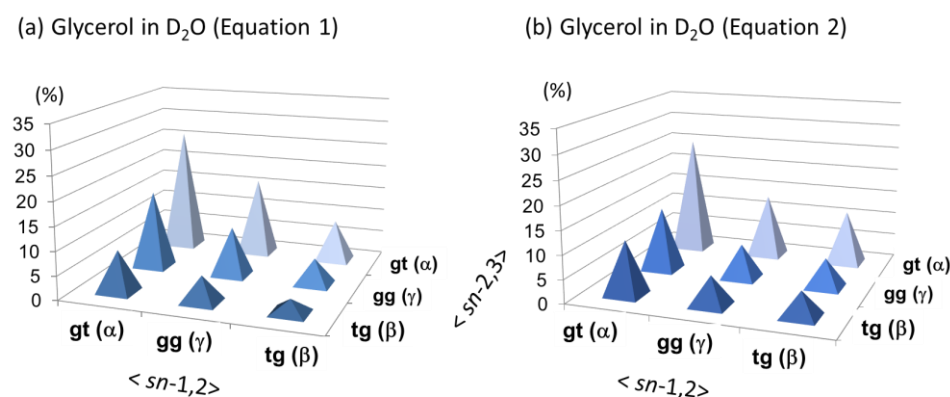 (a) Glycerol in D₂O (Equation 1)
(%)
35
30
25
20
15
10
5
0
gt (α)
gg (γ)
tg (β)
gt (α)
gg (γ)
tg (β)
< sn-1,2>
(b) Glycerol in D₂O (Equation 2)
(%)
35
30
25
20
15
10
5
0
< sn-2,3>
gt (α)
gg (γ)
tg (β)
gt (α)
gg (γ)
tg (β)
< sn-1,2>